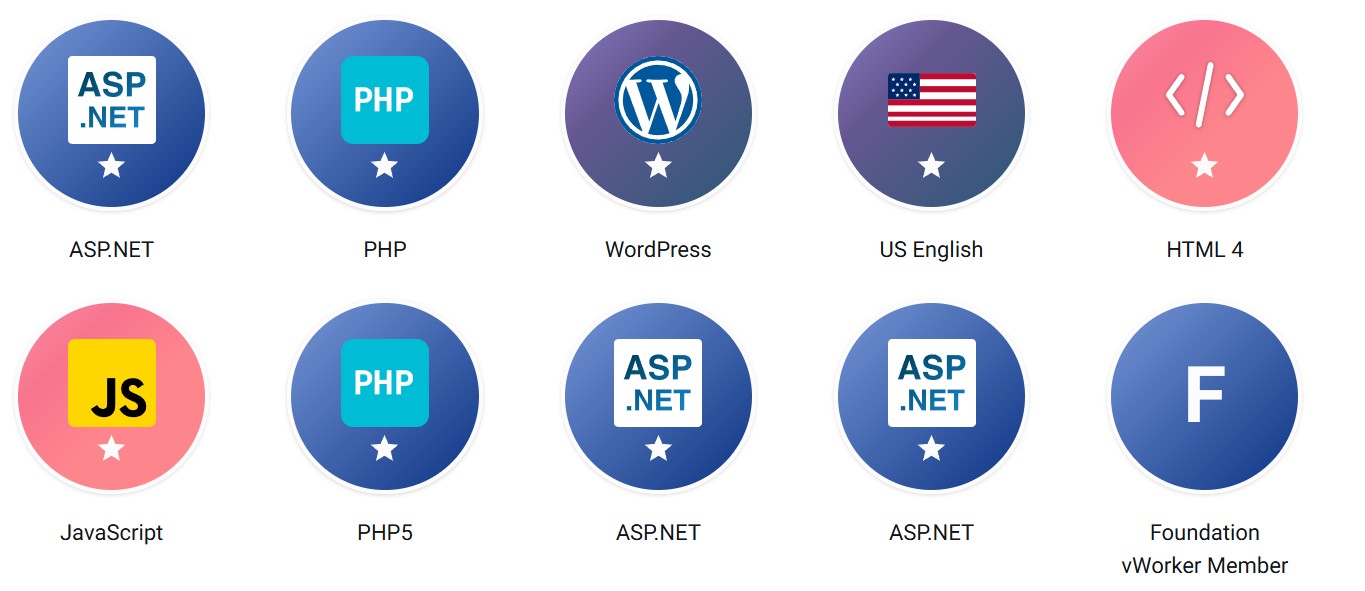 ASP
.NET
PHP
ASP.NET
PHP
WordPress
US English
HTML 4
JS
PHP
ASP
.NET
ASP
.NET
F
JavaScript
PHP5
ASP.NET
ASP.NET
Foundation
vWorker Member